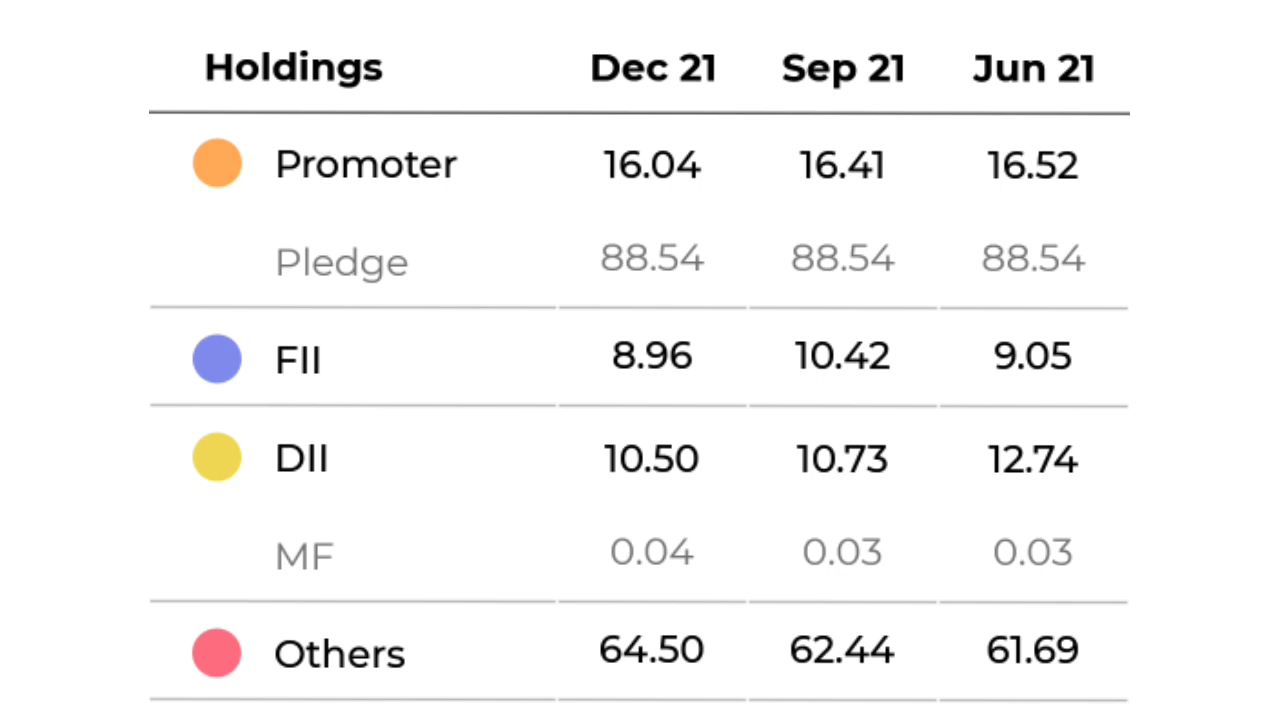 Holdings Dec 21 Sep 21 Jun 21
Promoter 16.04 16.41 16.52
Pledge 88.54 88.54 88.54
FII 8.96 10.42 9.05
DII 10.50 10.73 12.74
MF 0.04 0.03 0.03
Others 64.50 62.44 61.69